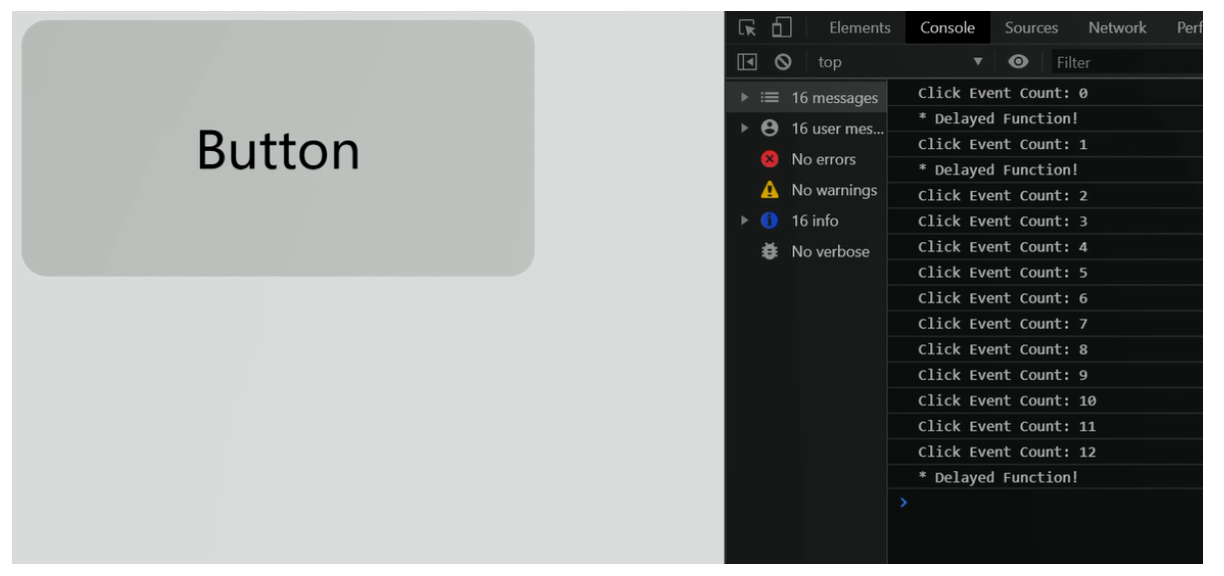 Button
Elements Console Sources Network Perf
top Filter
16 messages
16 user mes...
No errors
No warnings
16 info
No verbose
Click Event Count: 0
* Delayed Function!
Click Event Count: 1
* Delayed Function!
Click Event Count: 2
Click Event Count: 3
Click Event Count: 4
Click Event Count: 5
Click Event Count: 6
Click Event Count: 7
Click Event Count: 8
Click Event Count: 9
Click Event Count: 10
Click Event Count: 11
Click Event Count: 12
* Delayed Function!